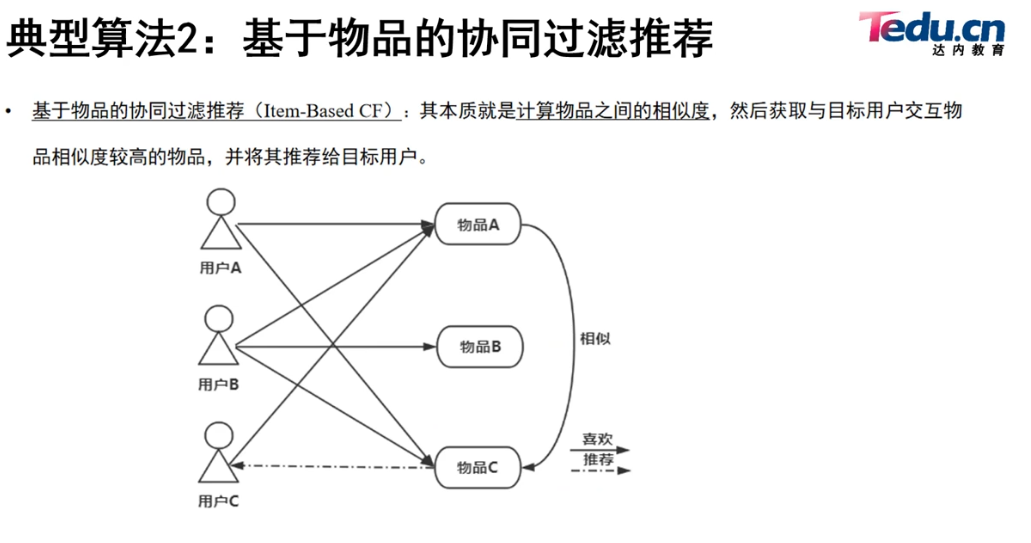 典型算法2：基于物品的协同过滤推荐
Tedu.cn
达内教育
• 基于物品的协同过滤推荐（Item-Based CF）：其本质就是计算物品之间的相似度，然后获取与目标用户交互物
品相似度较高的物品，并将其推荐给目标用户。
用户A
物品A
用户B
物品B
相似
用户C
物品C
喜欢
推荐